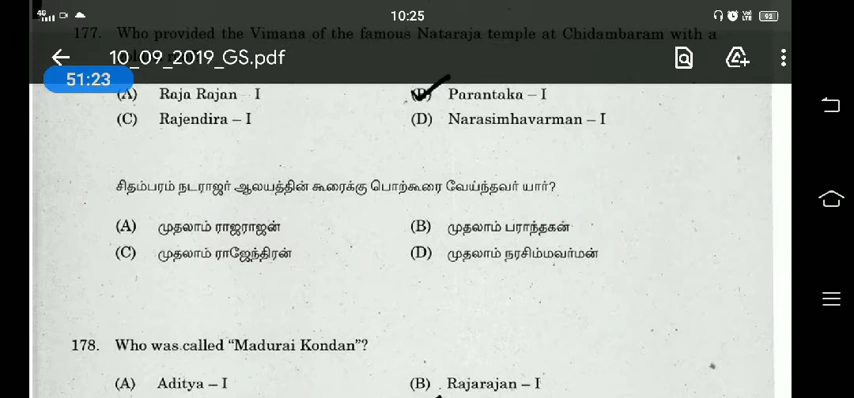 4G 10:25 92
177. Who provided the Vimana of the famous Nataraja temple at Chidambaram with a
10_09_2019_GS.pdf
51:23
(A) Raja Rajan – I (B) Parantaka – I
(C) Rajendira – I (D) Narasimhavarman – I
சிதம்பரம் நடராஜர் ஆலயத்தின் கூரைக்கு பொற்கூரை வேய்ந்தவர் யார்?
(A) முதலாம் ராஜராஜன் (B) முதலாம் பராந்தகன்
(C) முதலாம் ராஜேந்திரன் (D) முதலாம் நரசிம்மவர்மன்
178. Who was called “Madurai Kondan”?
(A) Aditya – I (B) Rajarajan – I